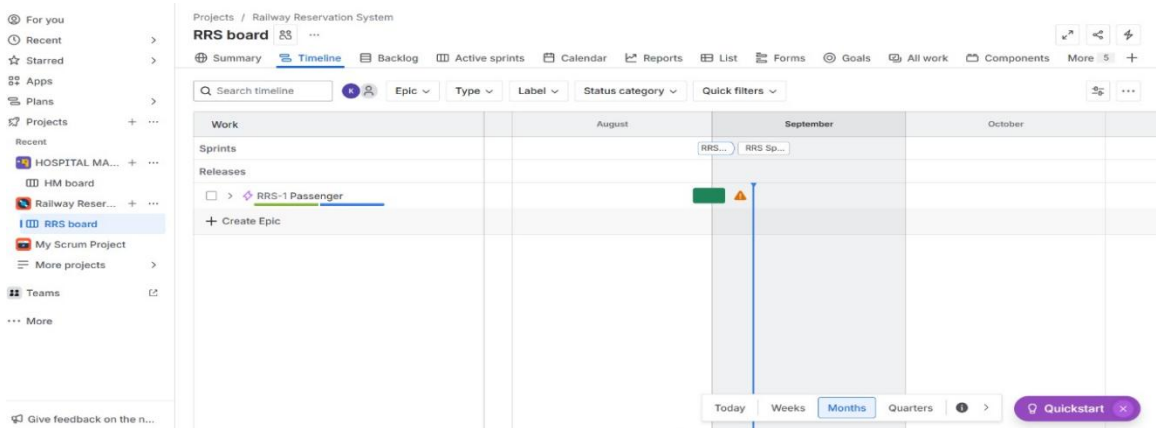 For you
Recent
Starred
Apps
Plans
Projects
Recent
HOSPITAL MA...
HM board
Railway Reser...
RRS board
My Scrum Project
More projects
Teams
More
Give feedback on the n...
Projects / Railway Reservation System
RRS board
Summary Timeline Backlog Active sprints Calendar Reports List Forms Goals All work Components More 5
Search timeline K Epic Type Label Status category Quick filters
Work August September October
Sprints RRS... RRS Sp...
Releases
RRS-1 Passenger
+ Create Epic
Today Weeks Months Quarters
Quickstart